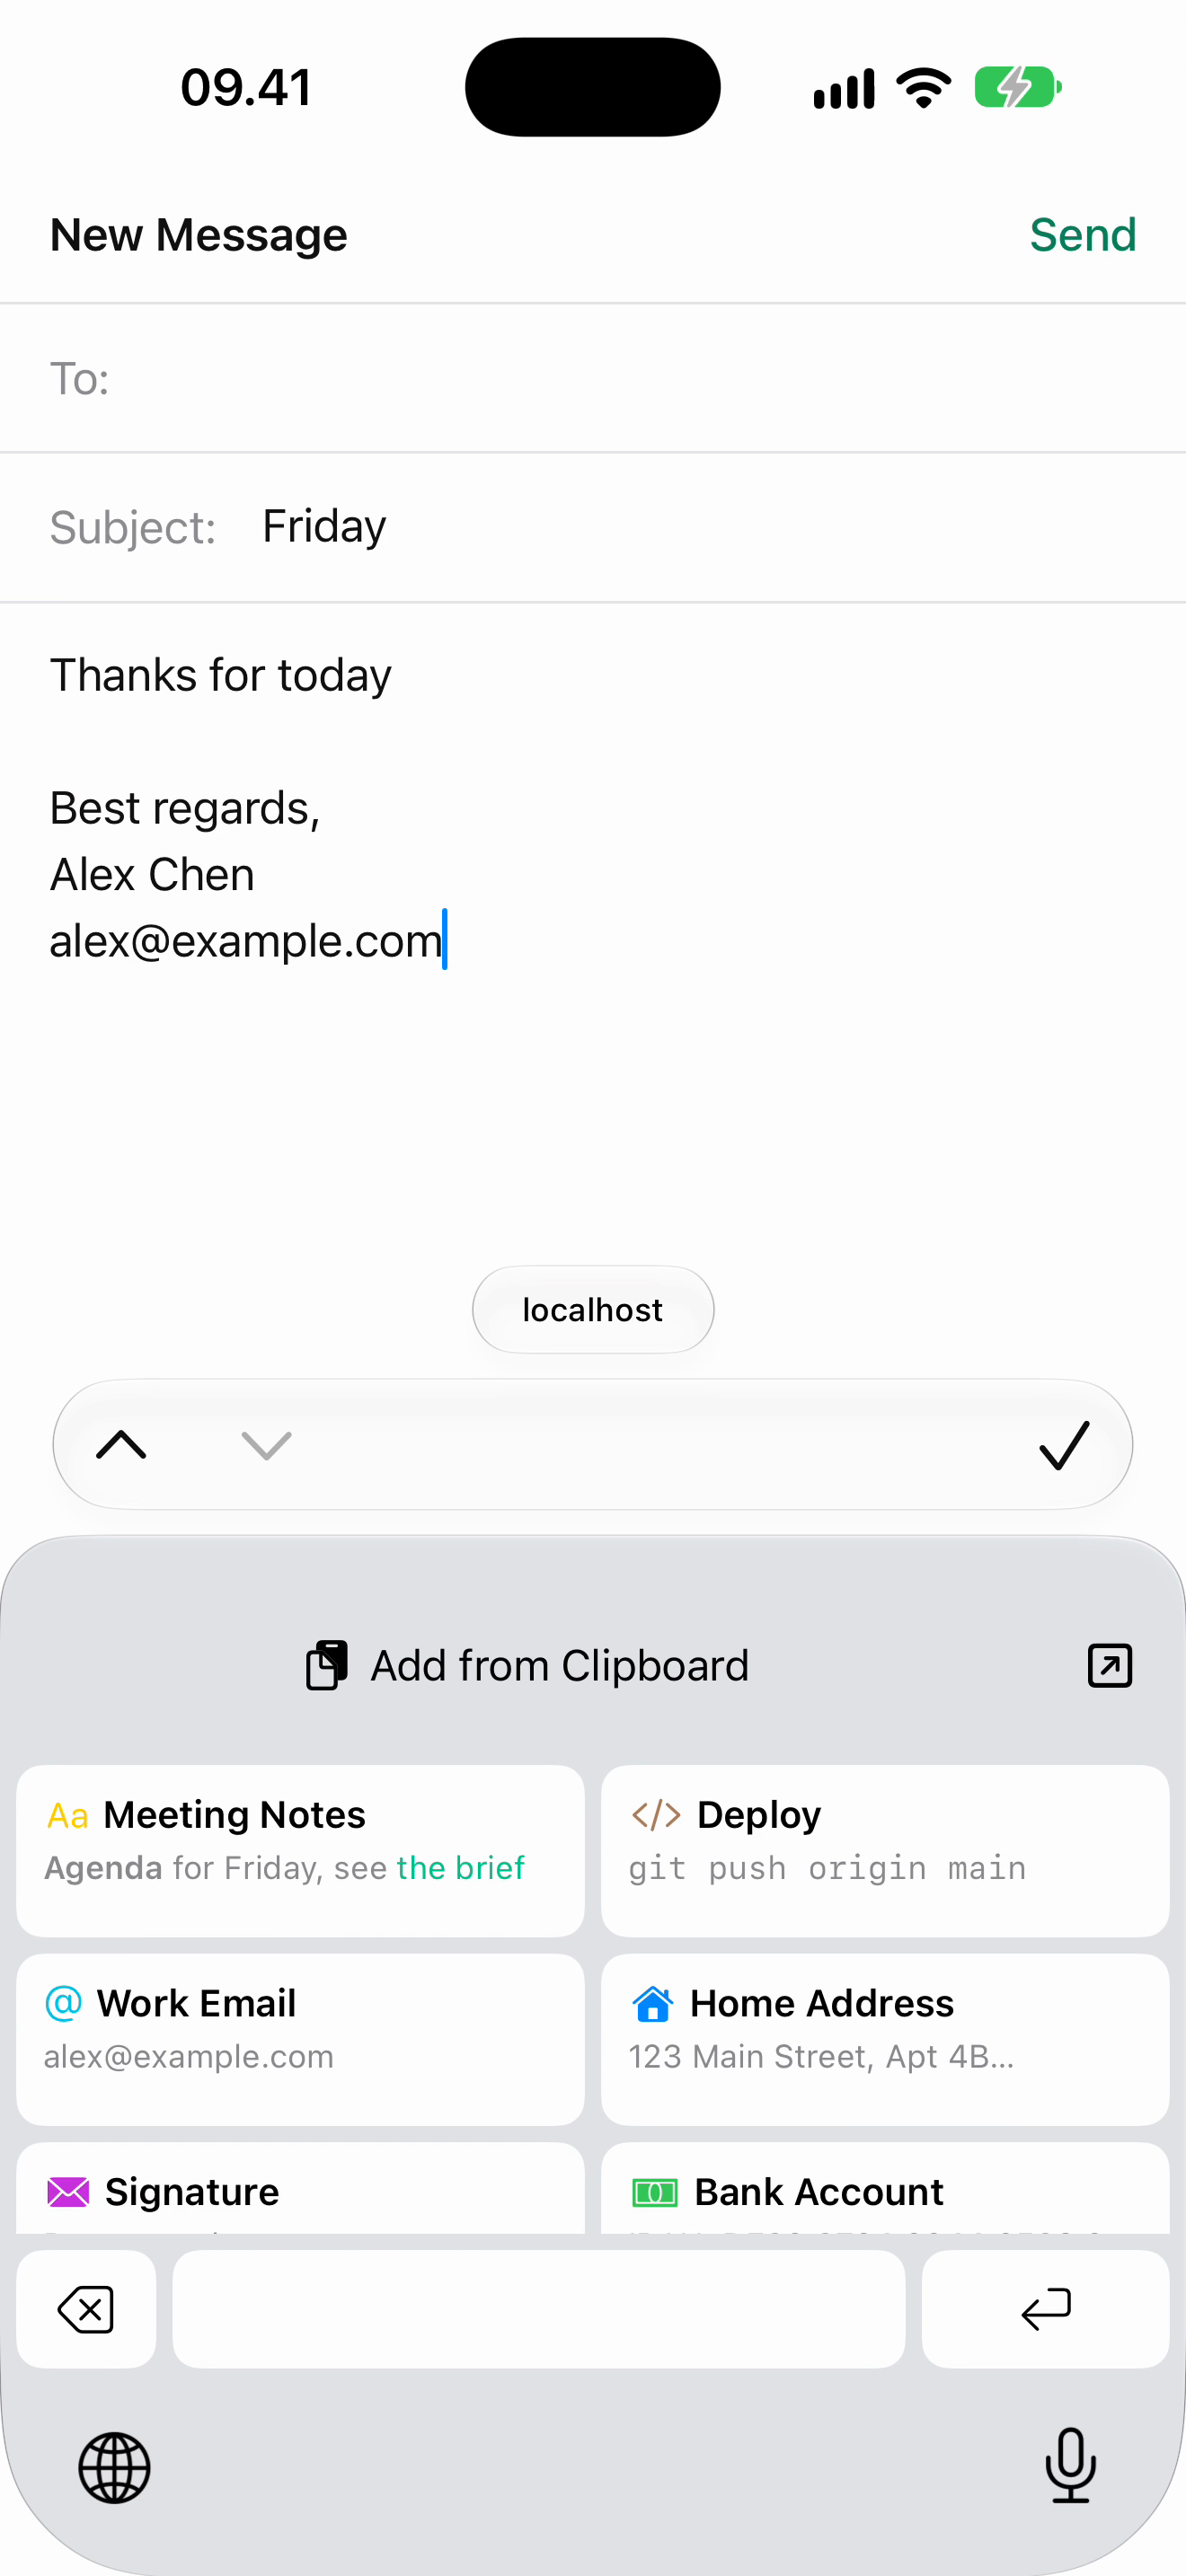 09.41
New Message
Send
To:
Subject: Friday
Thanks for today
Best regards,
Alex Chen
alex@example.com
localhost
Add from Clipboard
Aa Meeting Notes
Agenda for Friday, see the brief
</> Deploy
git push origin main
@ Work Email
alex@example.com
Home Address
123 Main Street, Apt 4B...
Signature
Bank Account